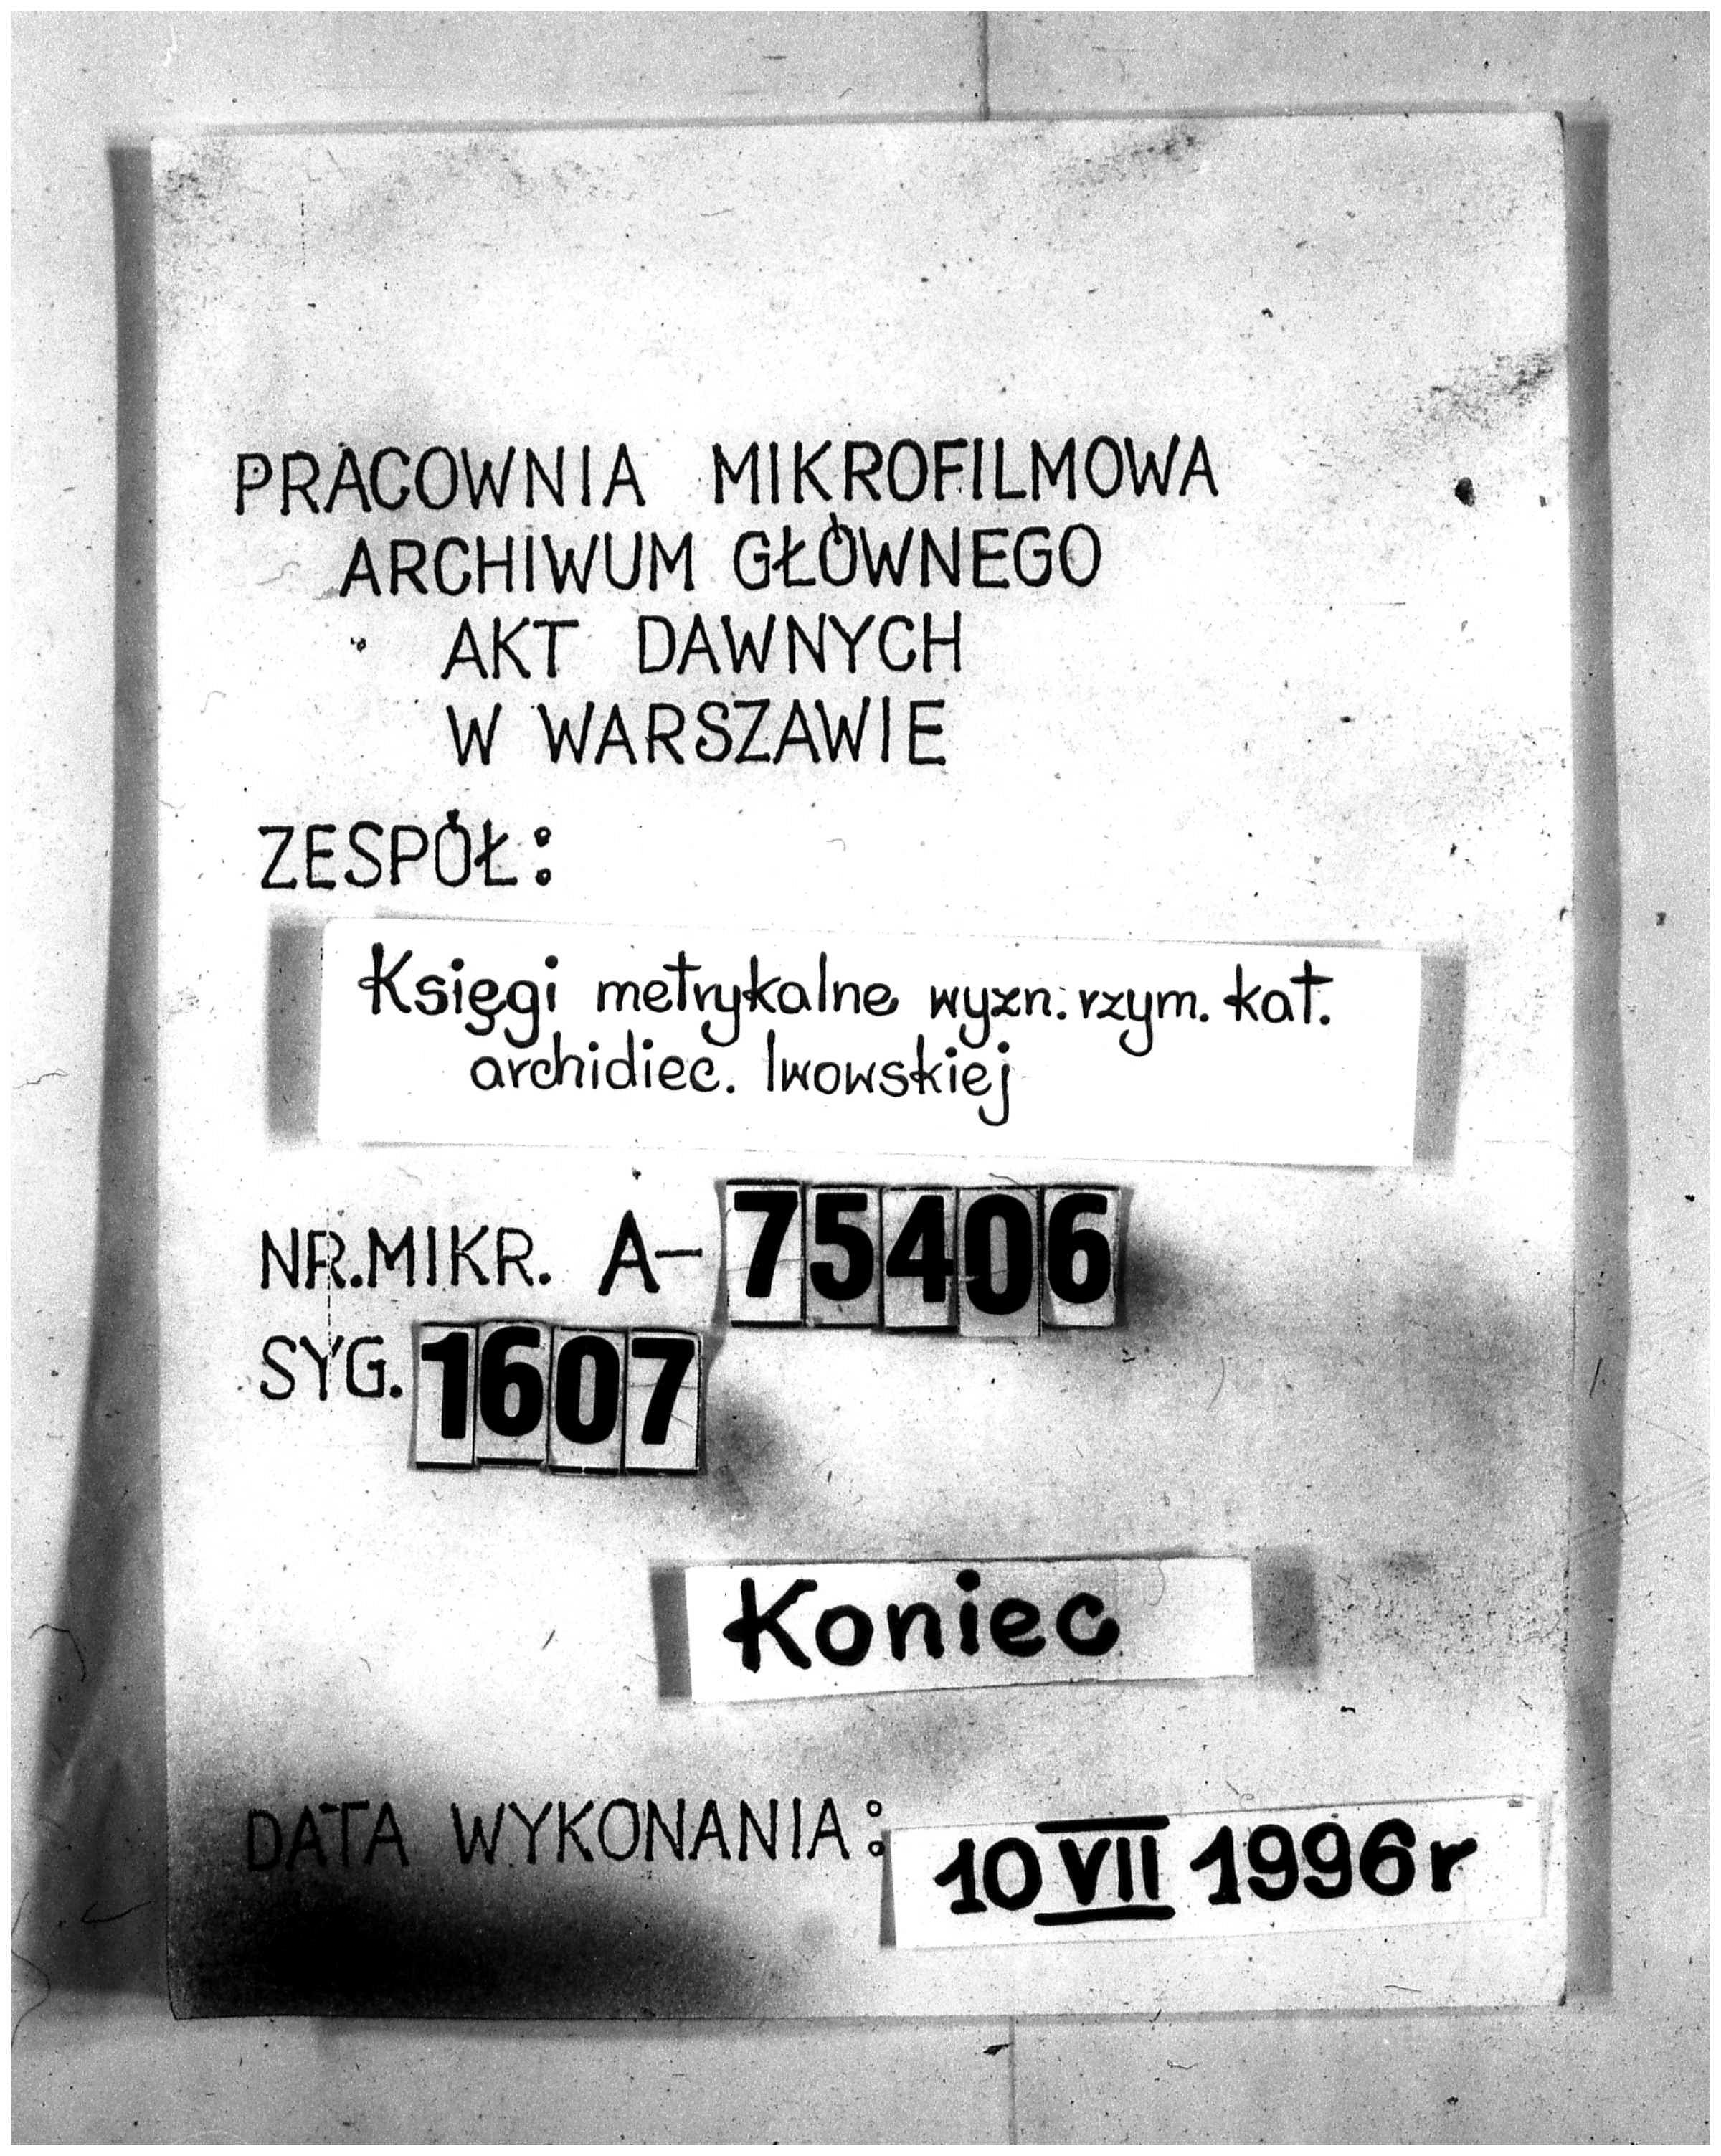 PRACOWNIA MIKROFILMOWA
ARCHIWUM GŁÓWNEGO
AKT DAWNYCH
W WARSZAWIE
ZESPÓŁ:
Księgi metrykalne wyzn. rzym. kat.
archidiec. lwowskiej
NR.MIKR. A-75406
SYG. 1607
Koniec
DATA WYKONANIA: 10 VII 1996 r